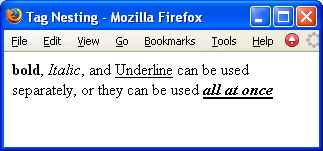 Tag Nesting - Mozilla Firefox
File Edit View Go Bookmarks Tools Help
bold, Italic, and Underline can be used
separately, or they can be used all at once